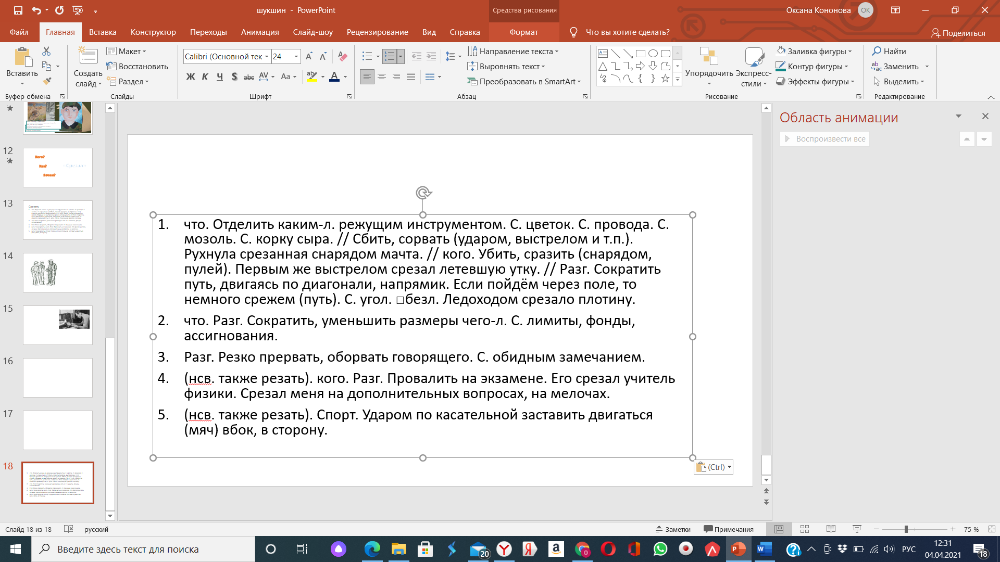 шукшин - PowerPoint
Средства рисования
Оксана Кононова
ОК
Файл
Главная
Вставка
Конструктор
Переходы
Анимация
Слайд-шоу
Рецензирование
Вид
Справка
Формат
Что вы хотите сделать?
Поделиться
Вставить
Создать слайд
Макет
Восстановить
Раздел
Calibri (Основной тек
24
Ж К Ч S abc AV Aa
Направление текста
Выровнять текст
Преобразовать в SmartArt
Упорядочить
Экспресс-стили
Заливка фигуры
Контур фигуры
Эффекты фигуры
Найти
Заменить
Выделить
Буфер обмена
Слайды
Шрифт
Абзац
Рисование
Редактирование
12
Кого?
Как?
Зачем?
Срезал
13
Срезать
14
15
16
17
18
1. что. Отделить каким-л. режущим инструментом. С. цветок. С. провода. С.
мозоль. С. корку сыра. // Сбить, сорвать (ударом, выстрелом и т.п.).
Рухнула срезанная снарядом мачта. // кого. Убить, сразить (снарядом,
пулей). Первым же выстрелом срезал летевшую утку. // Разг. Сократить
путь, двигаясь по диагонали, напрямик. Если пойдём через поле, то
немного срежем (путь). С. угол. □безл. Ледоходом срезало плотину.
2. что. Разг. Сократить, уменьшить размеры чего-л. С. лимиты, фонды,
ассигнования.
3. Разг. Резко прервать, оборвать говорящего. С. обидным замечанием.
4. (нсв. также резать). кого. Разг. Провалить на экзамене. Его срезал учитель
физики. Срезал меня на дополнительных вопросах, на мелочах.
5. (нсв. также резать). Спорт. Ударом по касательной заставить двигаться
(мяч) вбок, в сторону.
(Ctrl)
Область анимации
Воспроизвести все
Слайд 18 из 18
русский
Заметки
Примечания
75 %
Введите здесь текст для поиска
20
РУС
12:31
04.04.2021
18